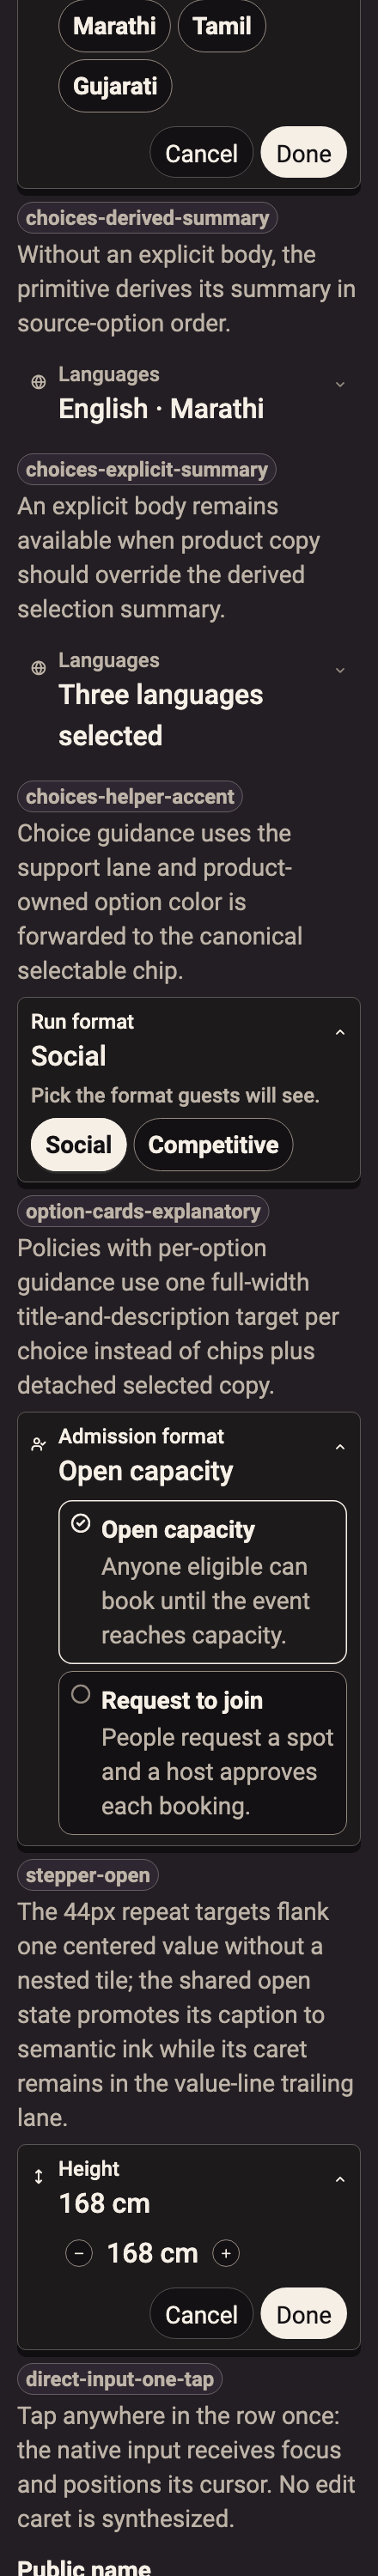 Marathi Tamil
Gujarati
Cancel Done
choices-derived-summary
Without an explicit body, the
primitive derives its summary in
source-option order.
Languages
English · Marathi
choices-explicit-summary
An explicit body remains
available when product copy
should override the derived
selection summary.
Languages
Three languages
selected
choices-helper-accent
Choice guidance uses the
support lane and product-
owned option color is
forwarded to the canonical
selectable chip.
Run format
Social
Pick the format guests will see.
Social Competitive
option-cards-explanatory
Policies with per-option
guidance use one full-width
title-and-description target per
choice instead of chips plus
detached selected copy.
Admission format
Open capacity
Open capacity
Anyone eligible can
book until the event
reaches capacity.
Request to join
People request a spot
and a host approves
each booking.
stepper-open
The 44px repeat targets flank
one centered value without a
nested tile; the shared open
state promotes its caption to
semantic ink while its caret
remains in the value-line trailing
lane.
Height
168 cm
− 168 cm +
Cancel Done
direct-input-one-tap
Tap anywhere in the row once:
the native input receives focus
and positions its cursor. No edit
caret is synthesized.
Public name